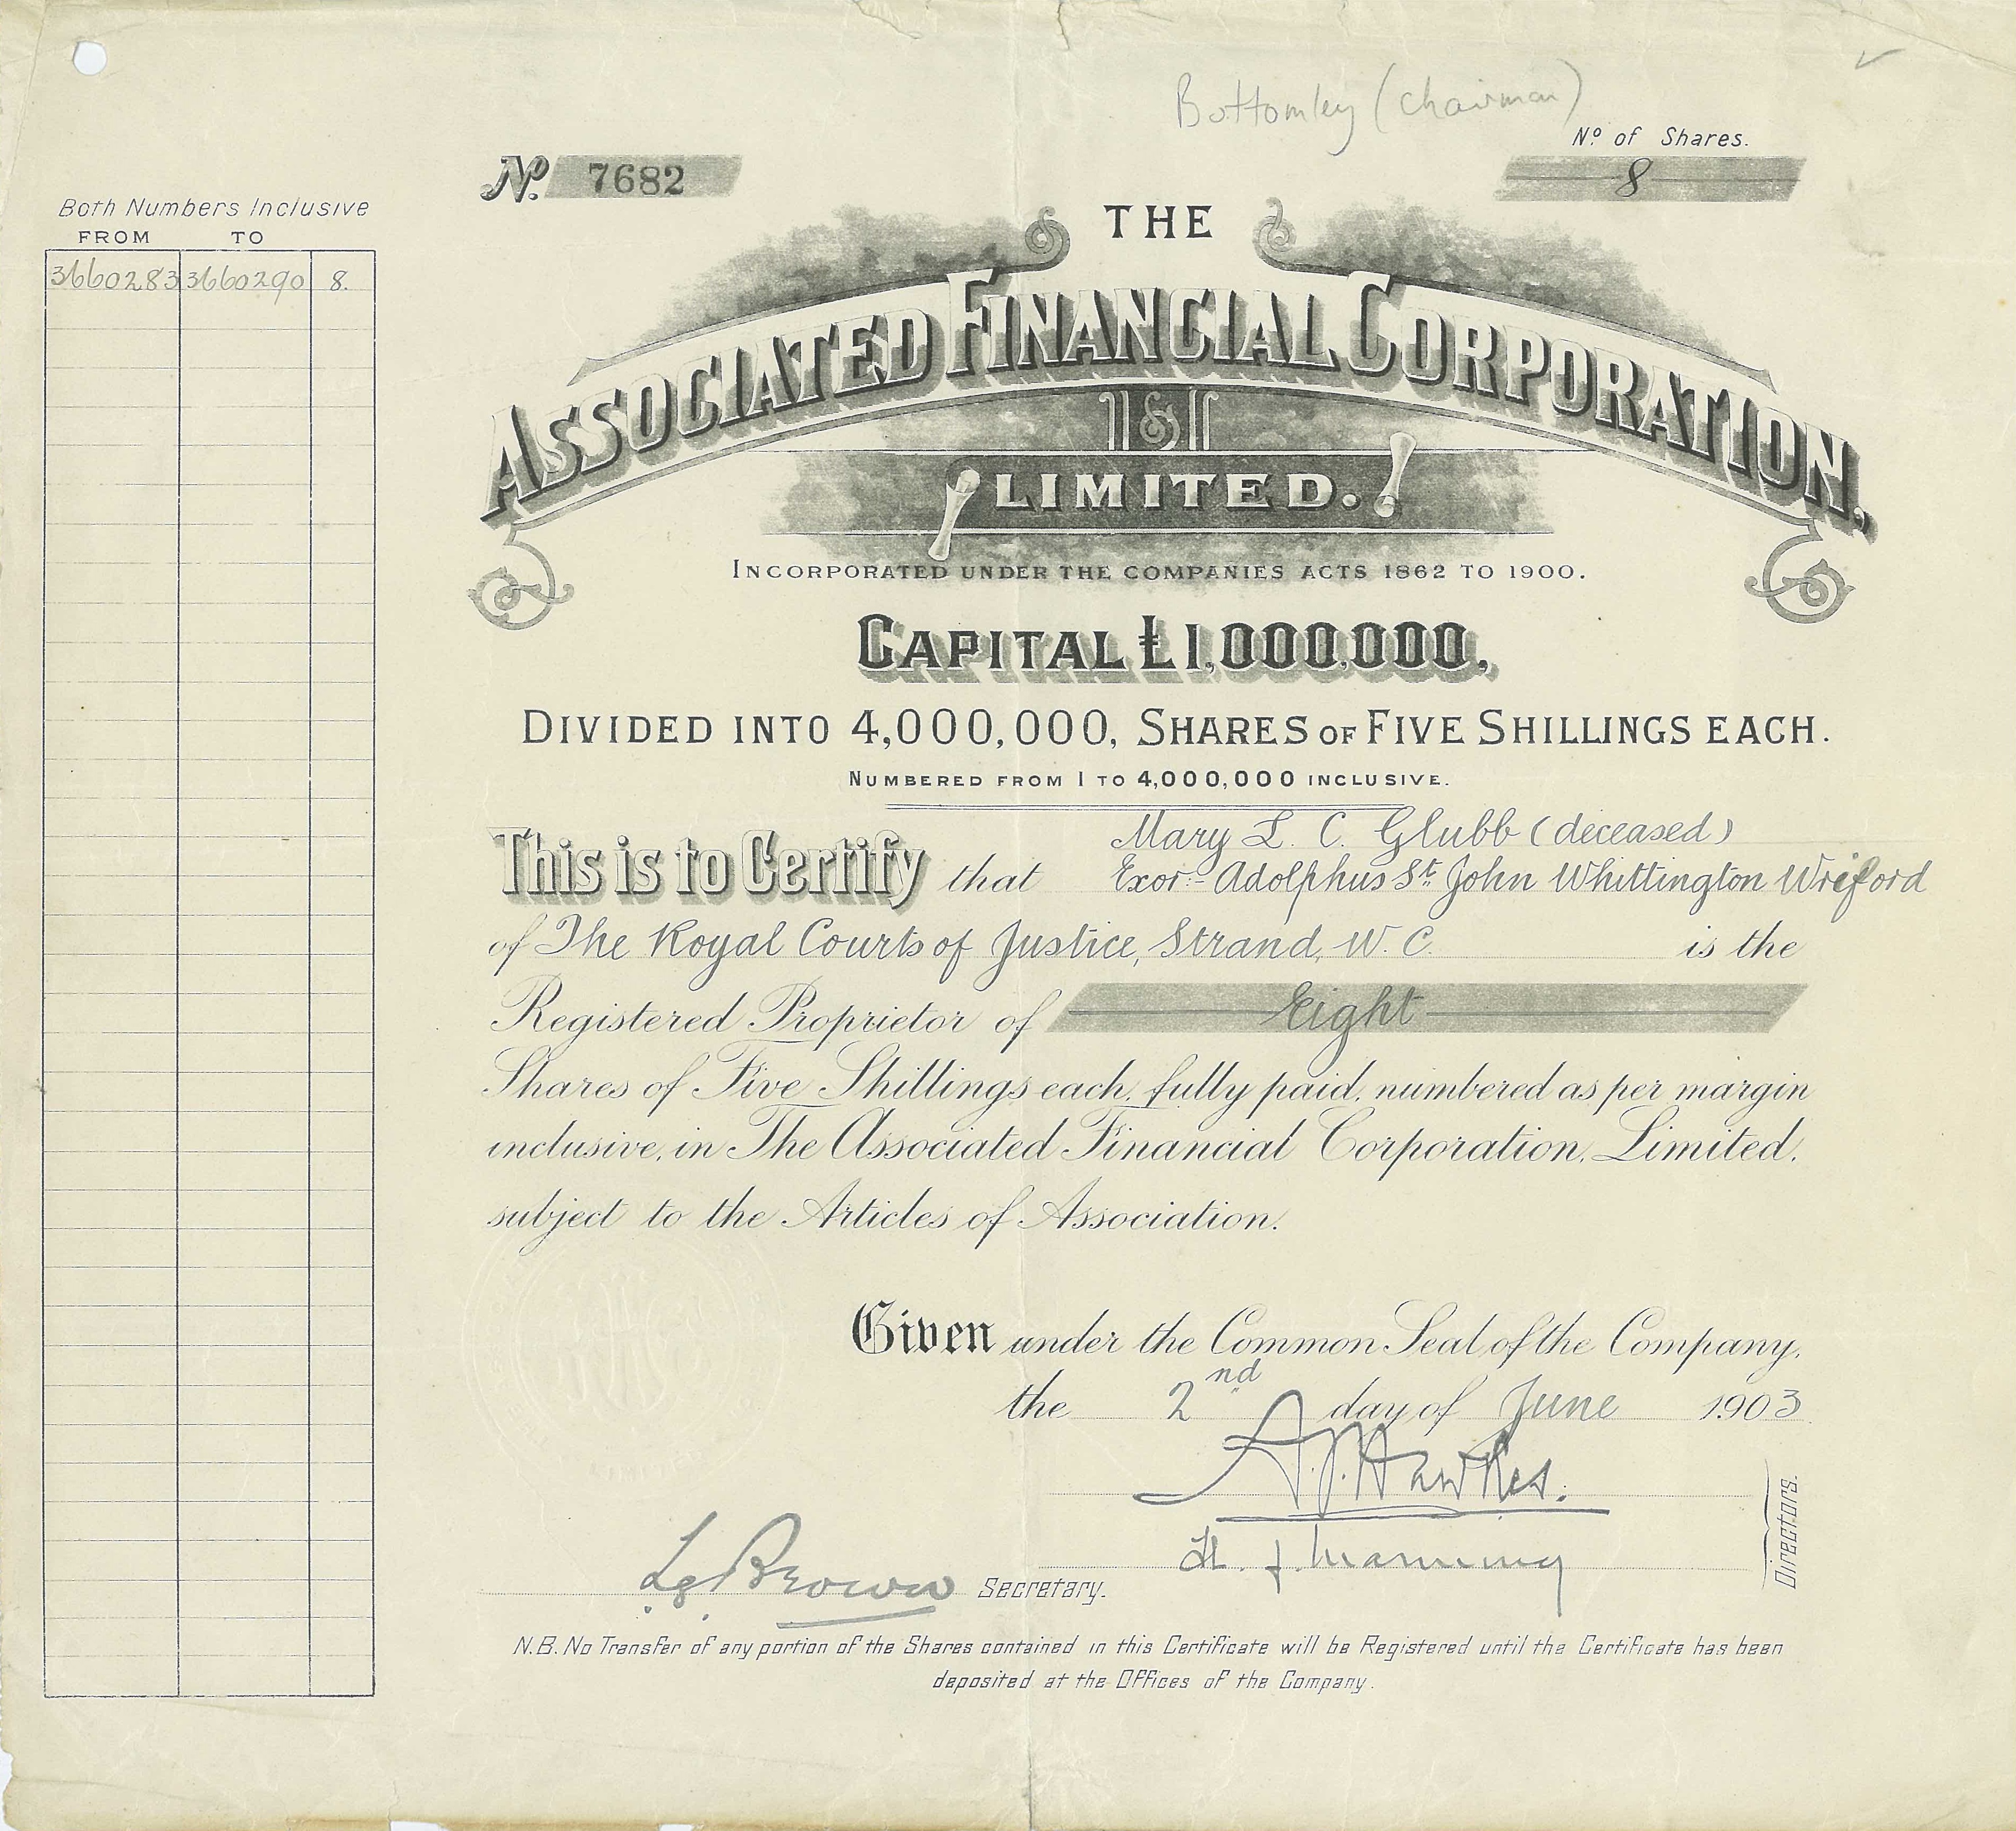 Bottomley (Chairman)
No. 7682
No. of Shares.
8
Both Numbers Inclusive
FROM TO
3660283 3660290 8.
THE
ASSOCIATED FINANCIAL CORPORATION,
LIMITED.
INCORPORATED UNDER THE COMPANIES ACTS 1862 TO 1900.
CAPITAL £1,000,000,
DIVIDED INTO 4,000,000, SHARES OF FIVE SHILLINGS EACH.
NUMBERED FROM 1 TO 4,000,000 INCLUSIVE.
Mary L. C. Glubb (deceased)
This is to Certify that Exor:- Adolphus St. John Whittington Wreford
of The Royal Courts of Justice, Strand, W.C. is the
Registered Proprietor of Eight
Shares of Five Shillings each, fully paid, numbered as per margin
inclusive, in The Associated Financial Corporation, Limited,
subject to the Articles of Association.
Given under the Common Seal of the Company,
the 2nd day of June 1903
A.J. Hawkes.
H. J. Manning
Directors.
Brown Secretary.
N.B. No Transfer of any portion of the Shares contained in this Certificate will be Registered until the Certificate has been
deposited at the Offices of the Company.